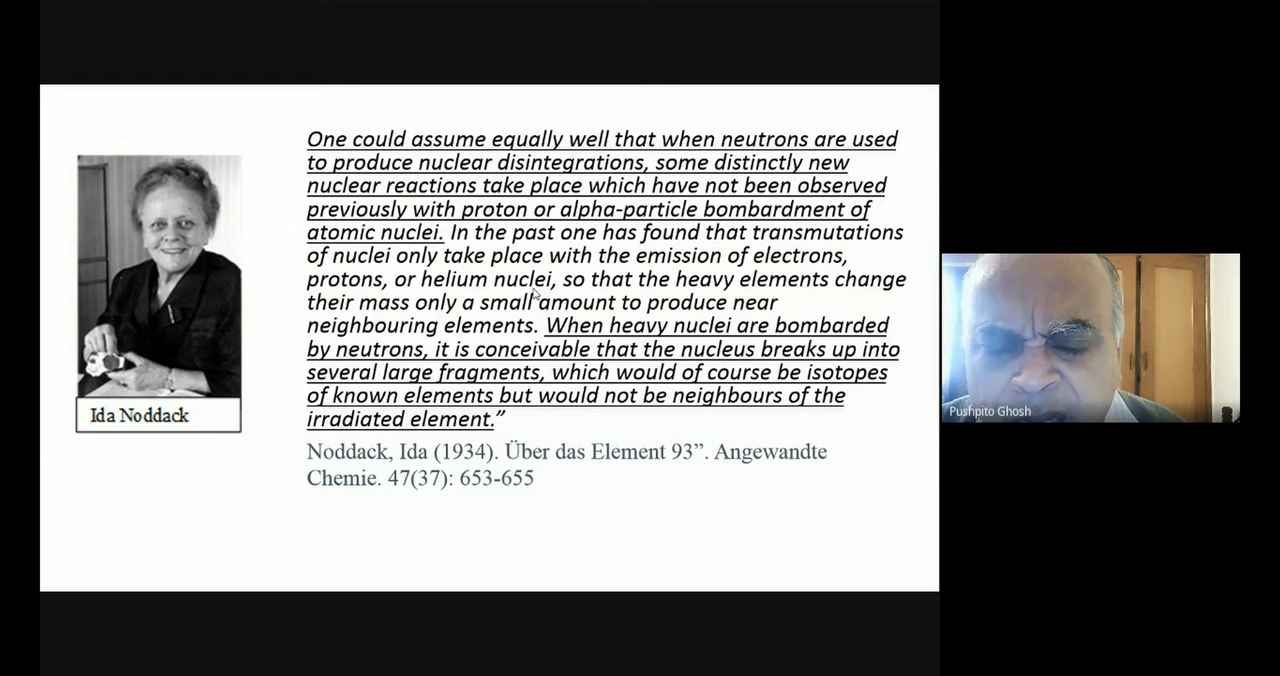 One could assume equally well that when neutrons are used
to produce nuclear disintegrations, some distinctly new
nuclear reactions take place which have not been observed
previously with proton or alpha-particle bombardment of
atomic nuclei. In the past one has found that transmutations
of nuclei only take place with the emission of electrons,
protons, or helium nuclei, so that the heavy elements change
their mass only a small amount to produce near
neighbouring elements. When heavy nuclei are bombarded
by neutrons, it is conceivable that the nucleus breaks up into
several large fragments, which would of course be isotopes
of known elements but would not be neighbours of the
irradiated element.”
Noddack, Ida (1934). Über das Element 93”. Angewandte
Chemie. 47(37): 653-655
Ida Noddack
Pushpito Ghosh